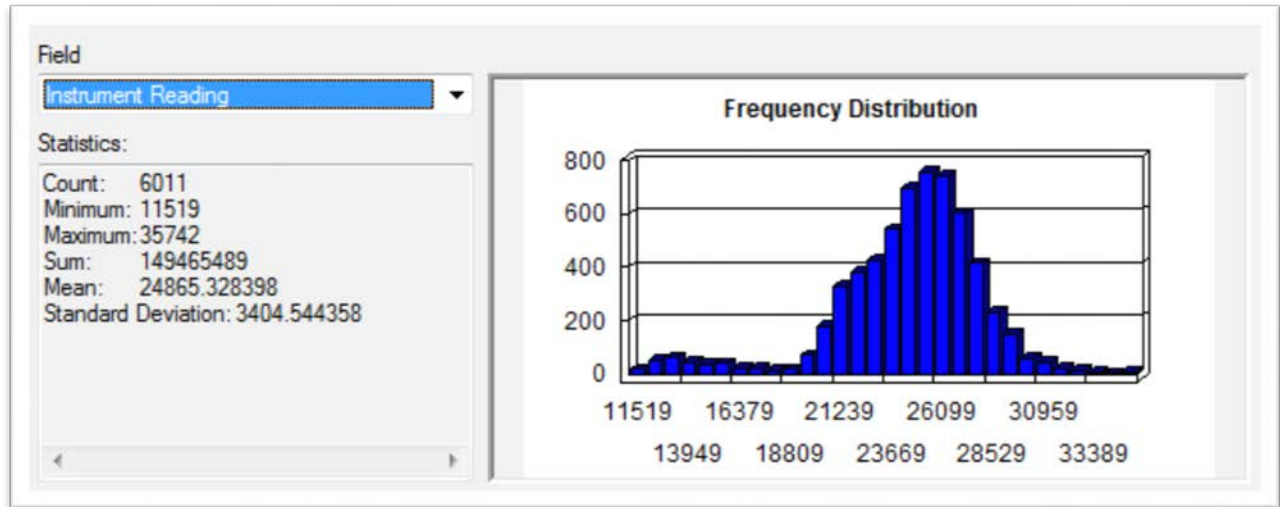 Field
Instrument Reading
Statistics:
Count: 6011
Minimum: 11519
Maximum: 35742
Sum: 149465489
Mean: 24865.328398
Standard Deviation: 3404.544358
Frequency Distribution
800
600
400
200
0
11519 16379 21239 26099 30959
13949 18809 23669 28529 33389